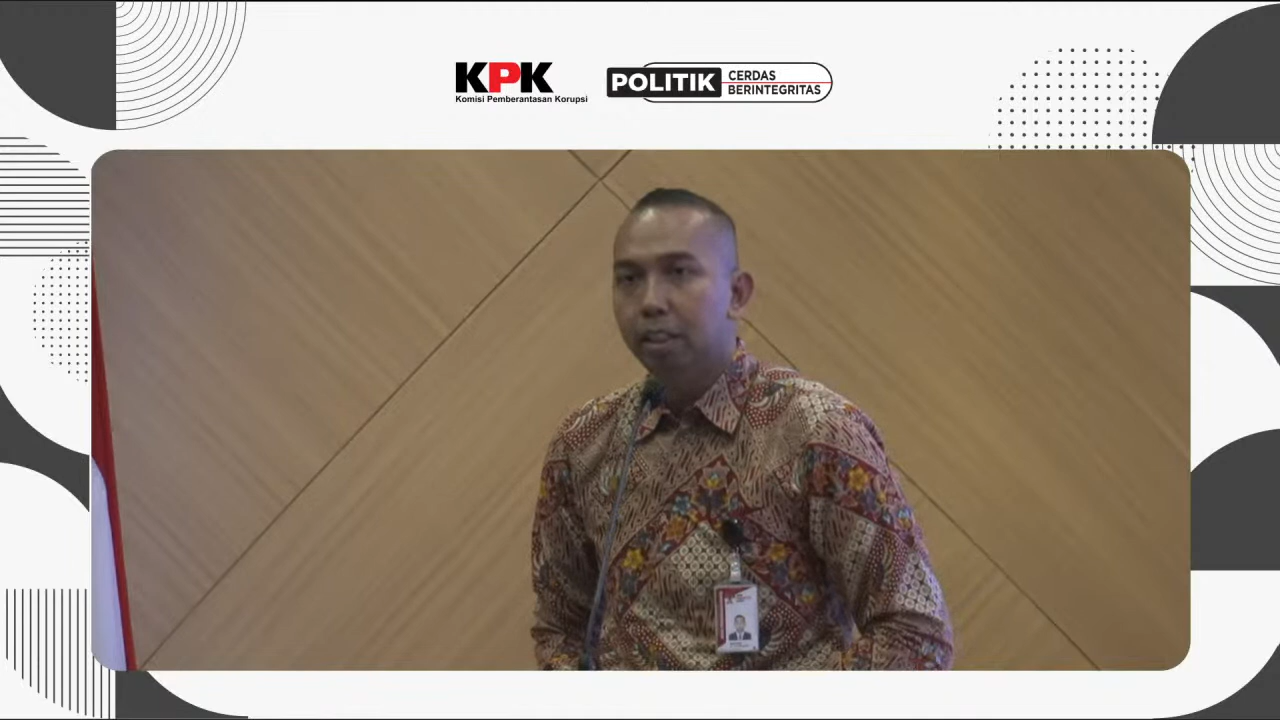 KPK
Komisi Pemberantasan Korupsi
POLITIK
CERDAS
BERINTEGRITAS